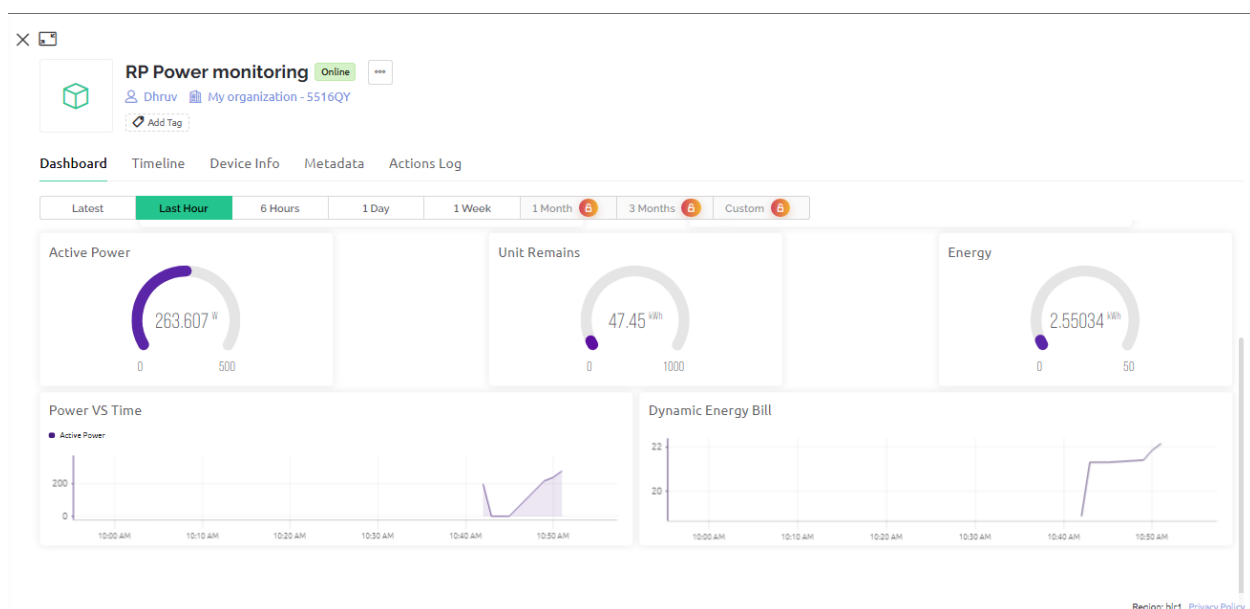 RP Power monitoring Online
Dhruv My organization - 5516QY
Add Tag
Dashboard Timeline Device Info Metadata Actions Log
Latest Last Hour 6 Hours 1 Day 1 Week 1 Month 3 Months Custom
Active Power
263.607 W
0 500
Unit Remains
47.45 kWh
0 1000
Energy
2.55034 kWh
0 50
Power VS Time
Active Power
200
0
10:00 AM 10:10 AM 10:20 AM 10:30 AM 10:40 AM 10:50 AM
Dynamic Energy Bill
22
20
10:00 AM 10:10 AM 10:20 AM 10:30 AM 10:40 AM 10:50 AM
Region: blr1 Privacy Policy